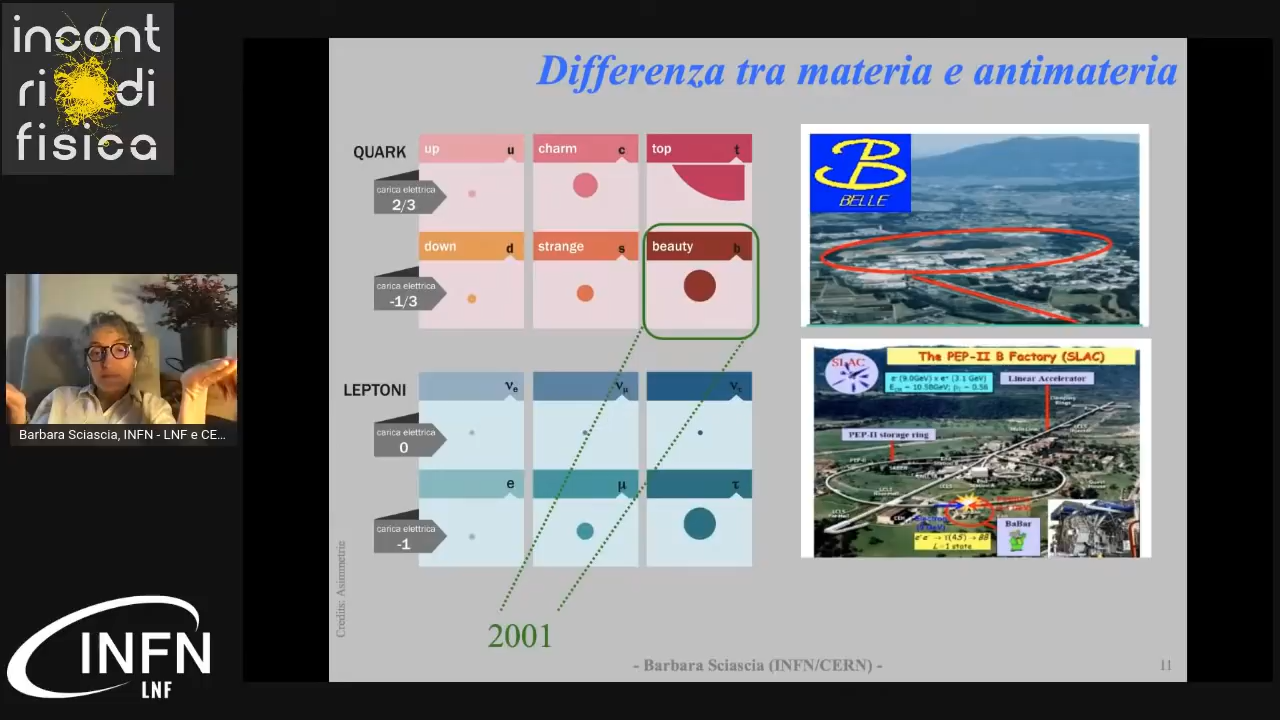 incont
ri di
fisica
Differenza tra materia e antimateria
QUARK
up u
charm c
top t
carica elettrica
2/3
down d
strange s
beauty b
carica elettrica
-1/3
LEPTONI
νe
νμ
ντ
carica elettrica
0
e
μ
τ
carica elettrica
-1
Credits: Asimmetrie
2001
B
BELLE
SLAC
The PEP-II B Factory (SLAC)
Linear Accelerator
PEP-II storage ring
BaBar
L=1 state
Barbara Sciascia, INFN - LNF e CE...
INFN
LNF
- Barbara Sciascia (INFN/CERN) -
11